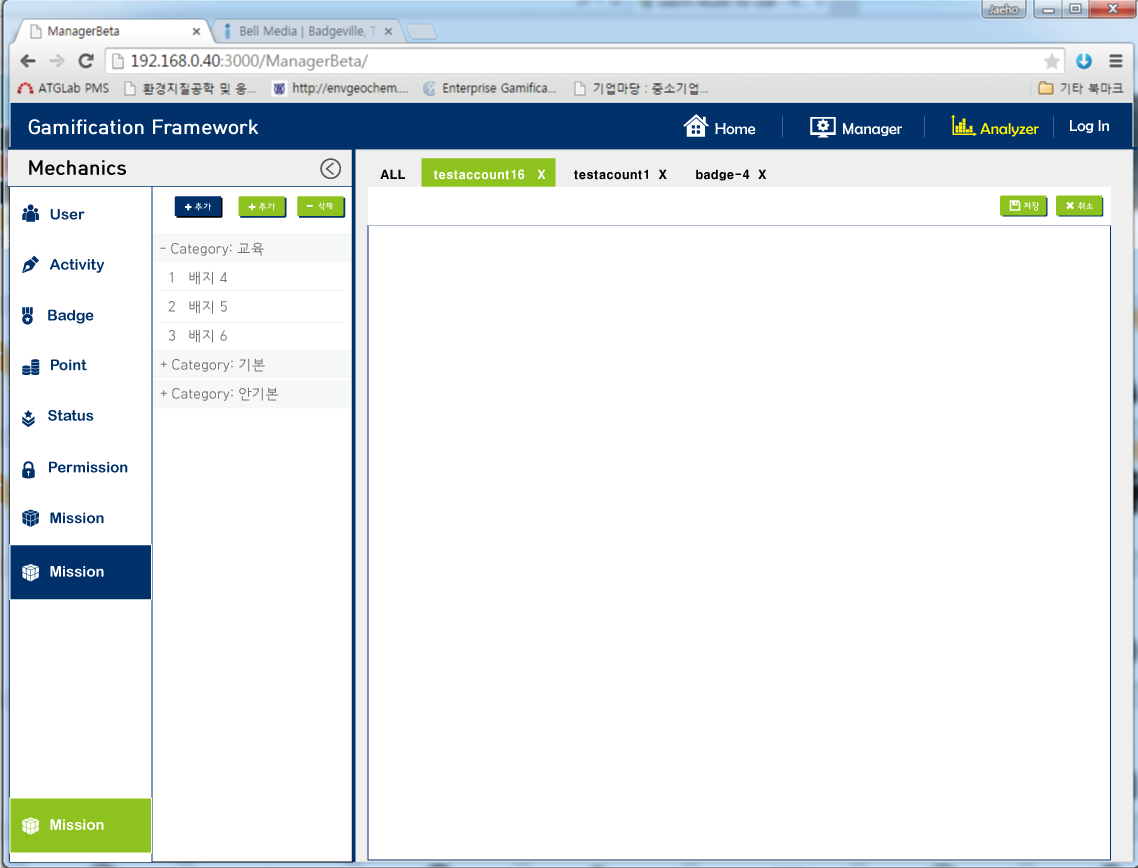 Jaeho
ManagerBeta
Bell Media | Badgeville, T
192.168.0.40:3000/ManagerBeta/
ATGLab PMS 환경지질공학 및 응... http://envgeochem.... Enterprise Gamifica... 기업마당 : 중소기업... 기타 북마크
Gamification Framework Home Manager Analyzer Log In
Mechanics
ALL testaccount16 X testacount1 X badge-4 X
+ 추가 + 추가 - 삭제
저장 취소
User
Activity
Badge
Point
Status
Permission
Mission
Mission
Mission
- Category: 교육
1 배지 4
2 배지 5
3 배지 6
+ Category: 기본
+ Category: 안기본